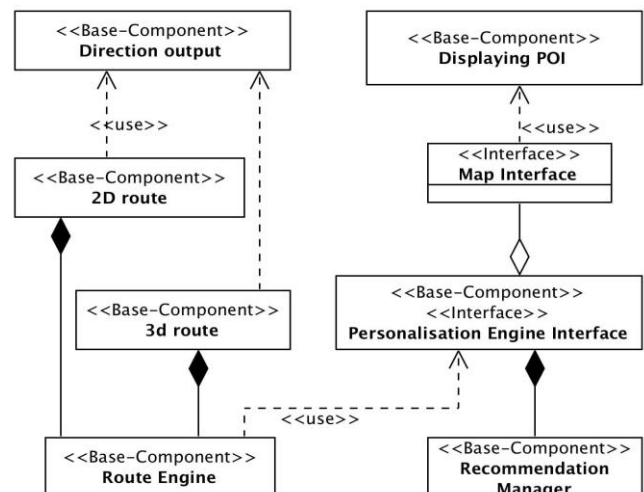 <<Base-Component>>
Direction output
<<Base-Component>>
Displaying POI
<<use>>
<<use>>
<<Base-Component>>
2D route
<<Interface>>
Map Interface
<<Base-Component>>
3d route
<<Base-Component>>
<<Interface>>
Personalisation Engine Interface
<<use>>
<<Base-Component>>
Route Engine
<<Base-Component>>
Recommendation
Manager